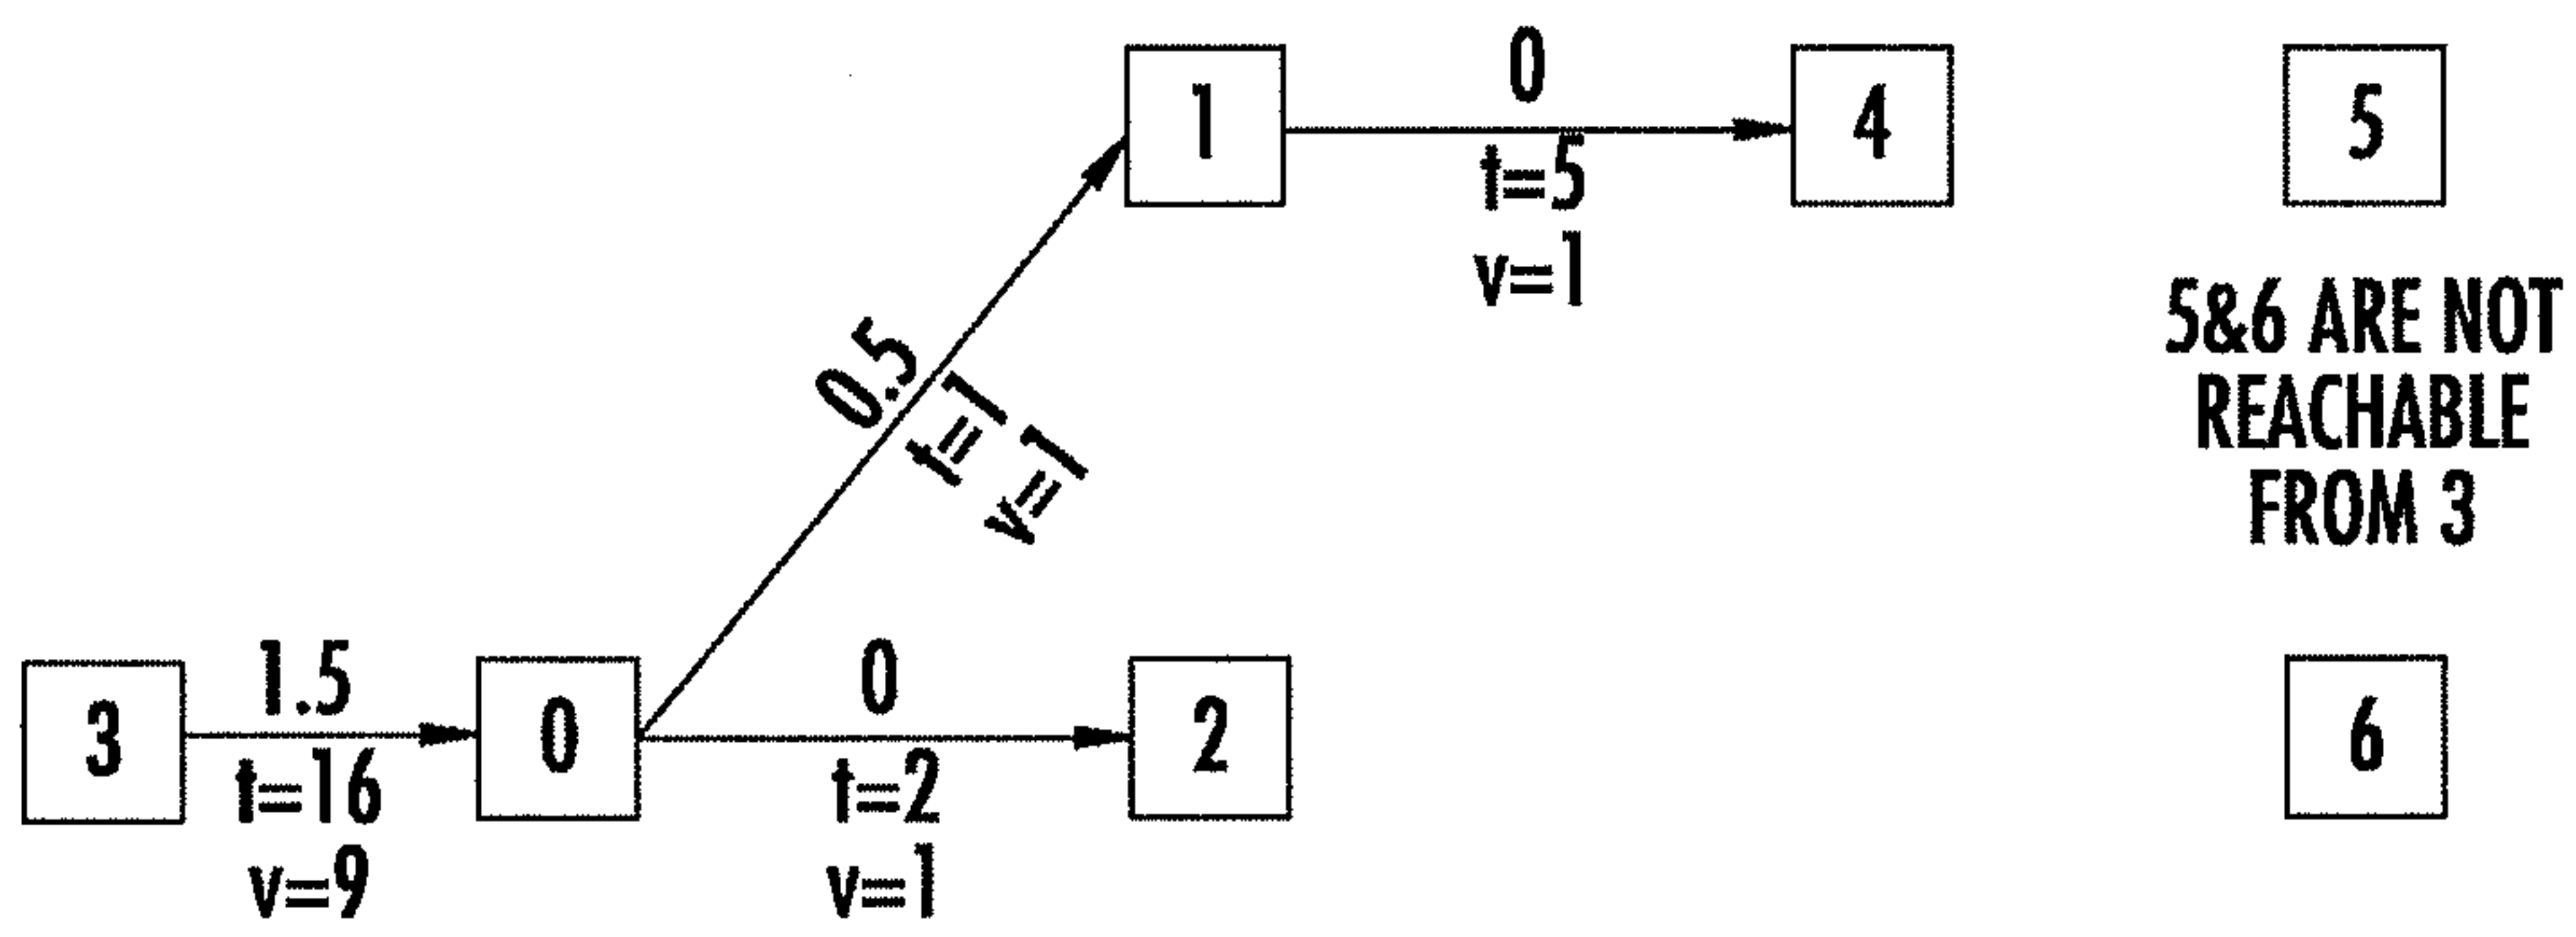 0
1
4
5
t=5
v=1
5&6 ARE NOT
REACHABLE
FROM 3
0.5
t=1
v=1
1.5
0
3
0
2
6
t=16
t=2
v=9
v=1